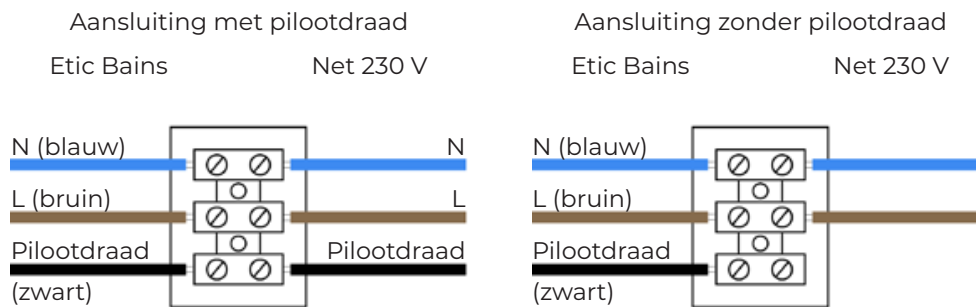 Aansluiting met pilootdraad
Etic Bains Net 230 V
N (blauw) N
L (bruin) L
Pilootdraad Pilootdraad
(zwart)
Aansluiting zonder pilootdraad
Etic Bains Net 230 V
N (blauw)
L (bruin)
Pilootdraad
(zwart)